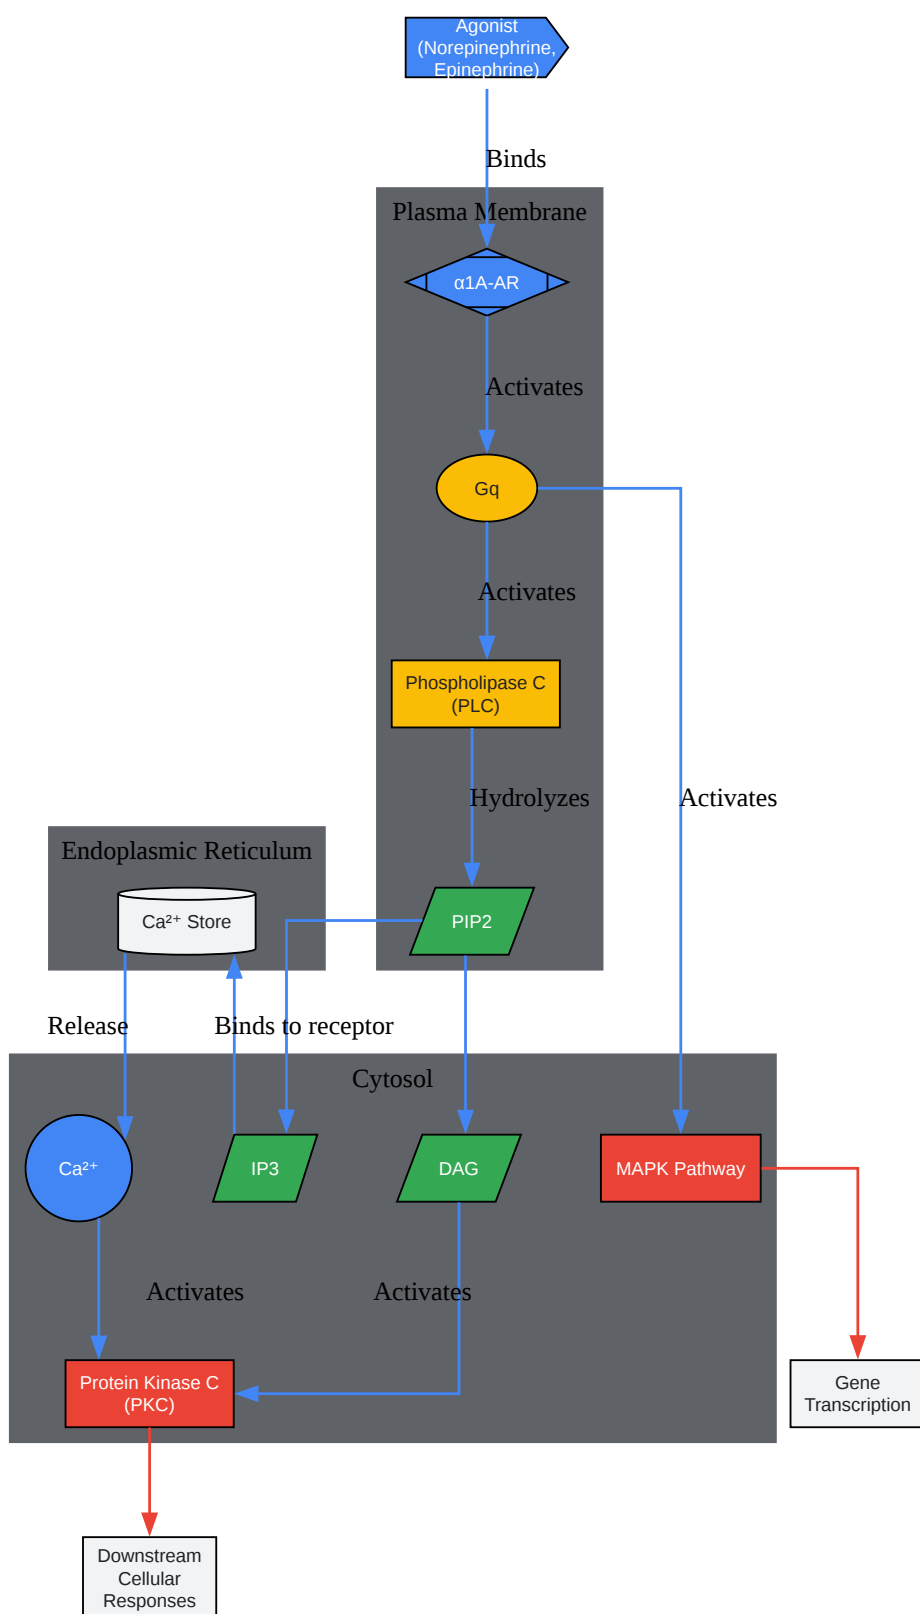 Agonist
(Norepinephrine,
Epinephrine)
Binds
Plasma Membrane
α1A-AR
Activates
Gq
Activates
Phospholipase C
(PLC)
Hydrolyzes
Activates
Endoplasmic Reticulum
Ca²⁺ Store
PIP2
Release
Binds to receptor
Cytosol
Ca²⁺
IP3
DAG
MAPK Pathway
Activates
Activates
Protein Kinase C
(PKC)
Gene
Transcription
Downstream
Cellular
Responses